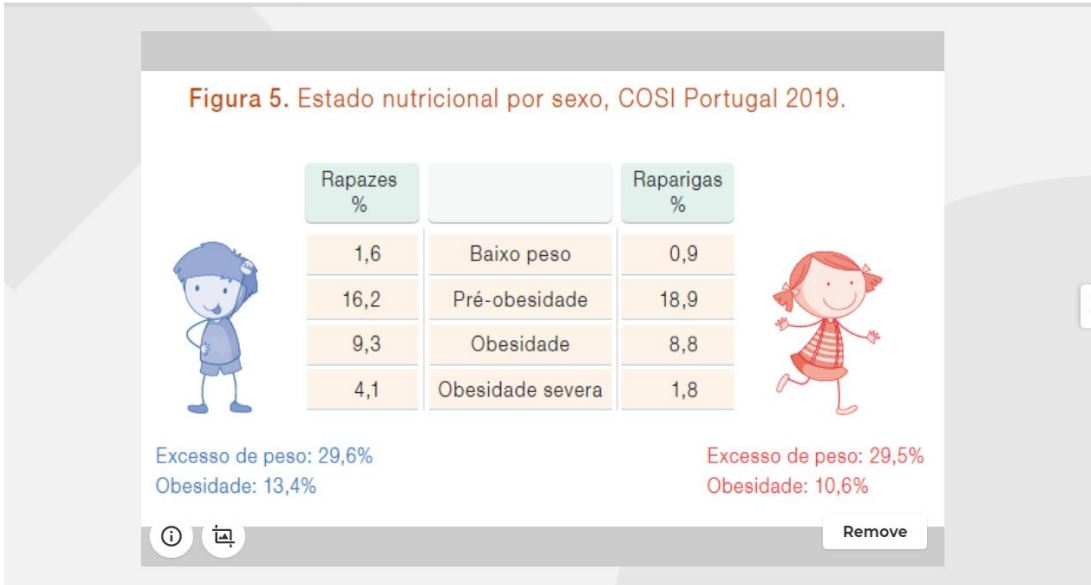 Figura 5. Estado nutricional por sexo, COSI Portugal 2019.
Rapazes
%
Raparigas
%
1,6 Baixo peso 0,9
16,2 Pré-obesidade 18,9
9,3 Obesidade 8,8
4,1 Obesidade severa 1,8
Excesso de peso: 29,6%
Obesidade: 13,4%
Excesso de peso: 29,5%
Obesidade: 10,6%
Remove